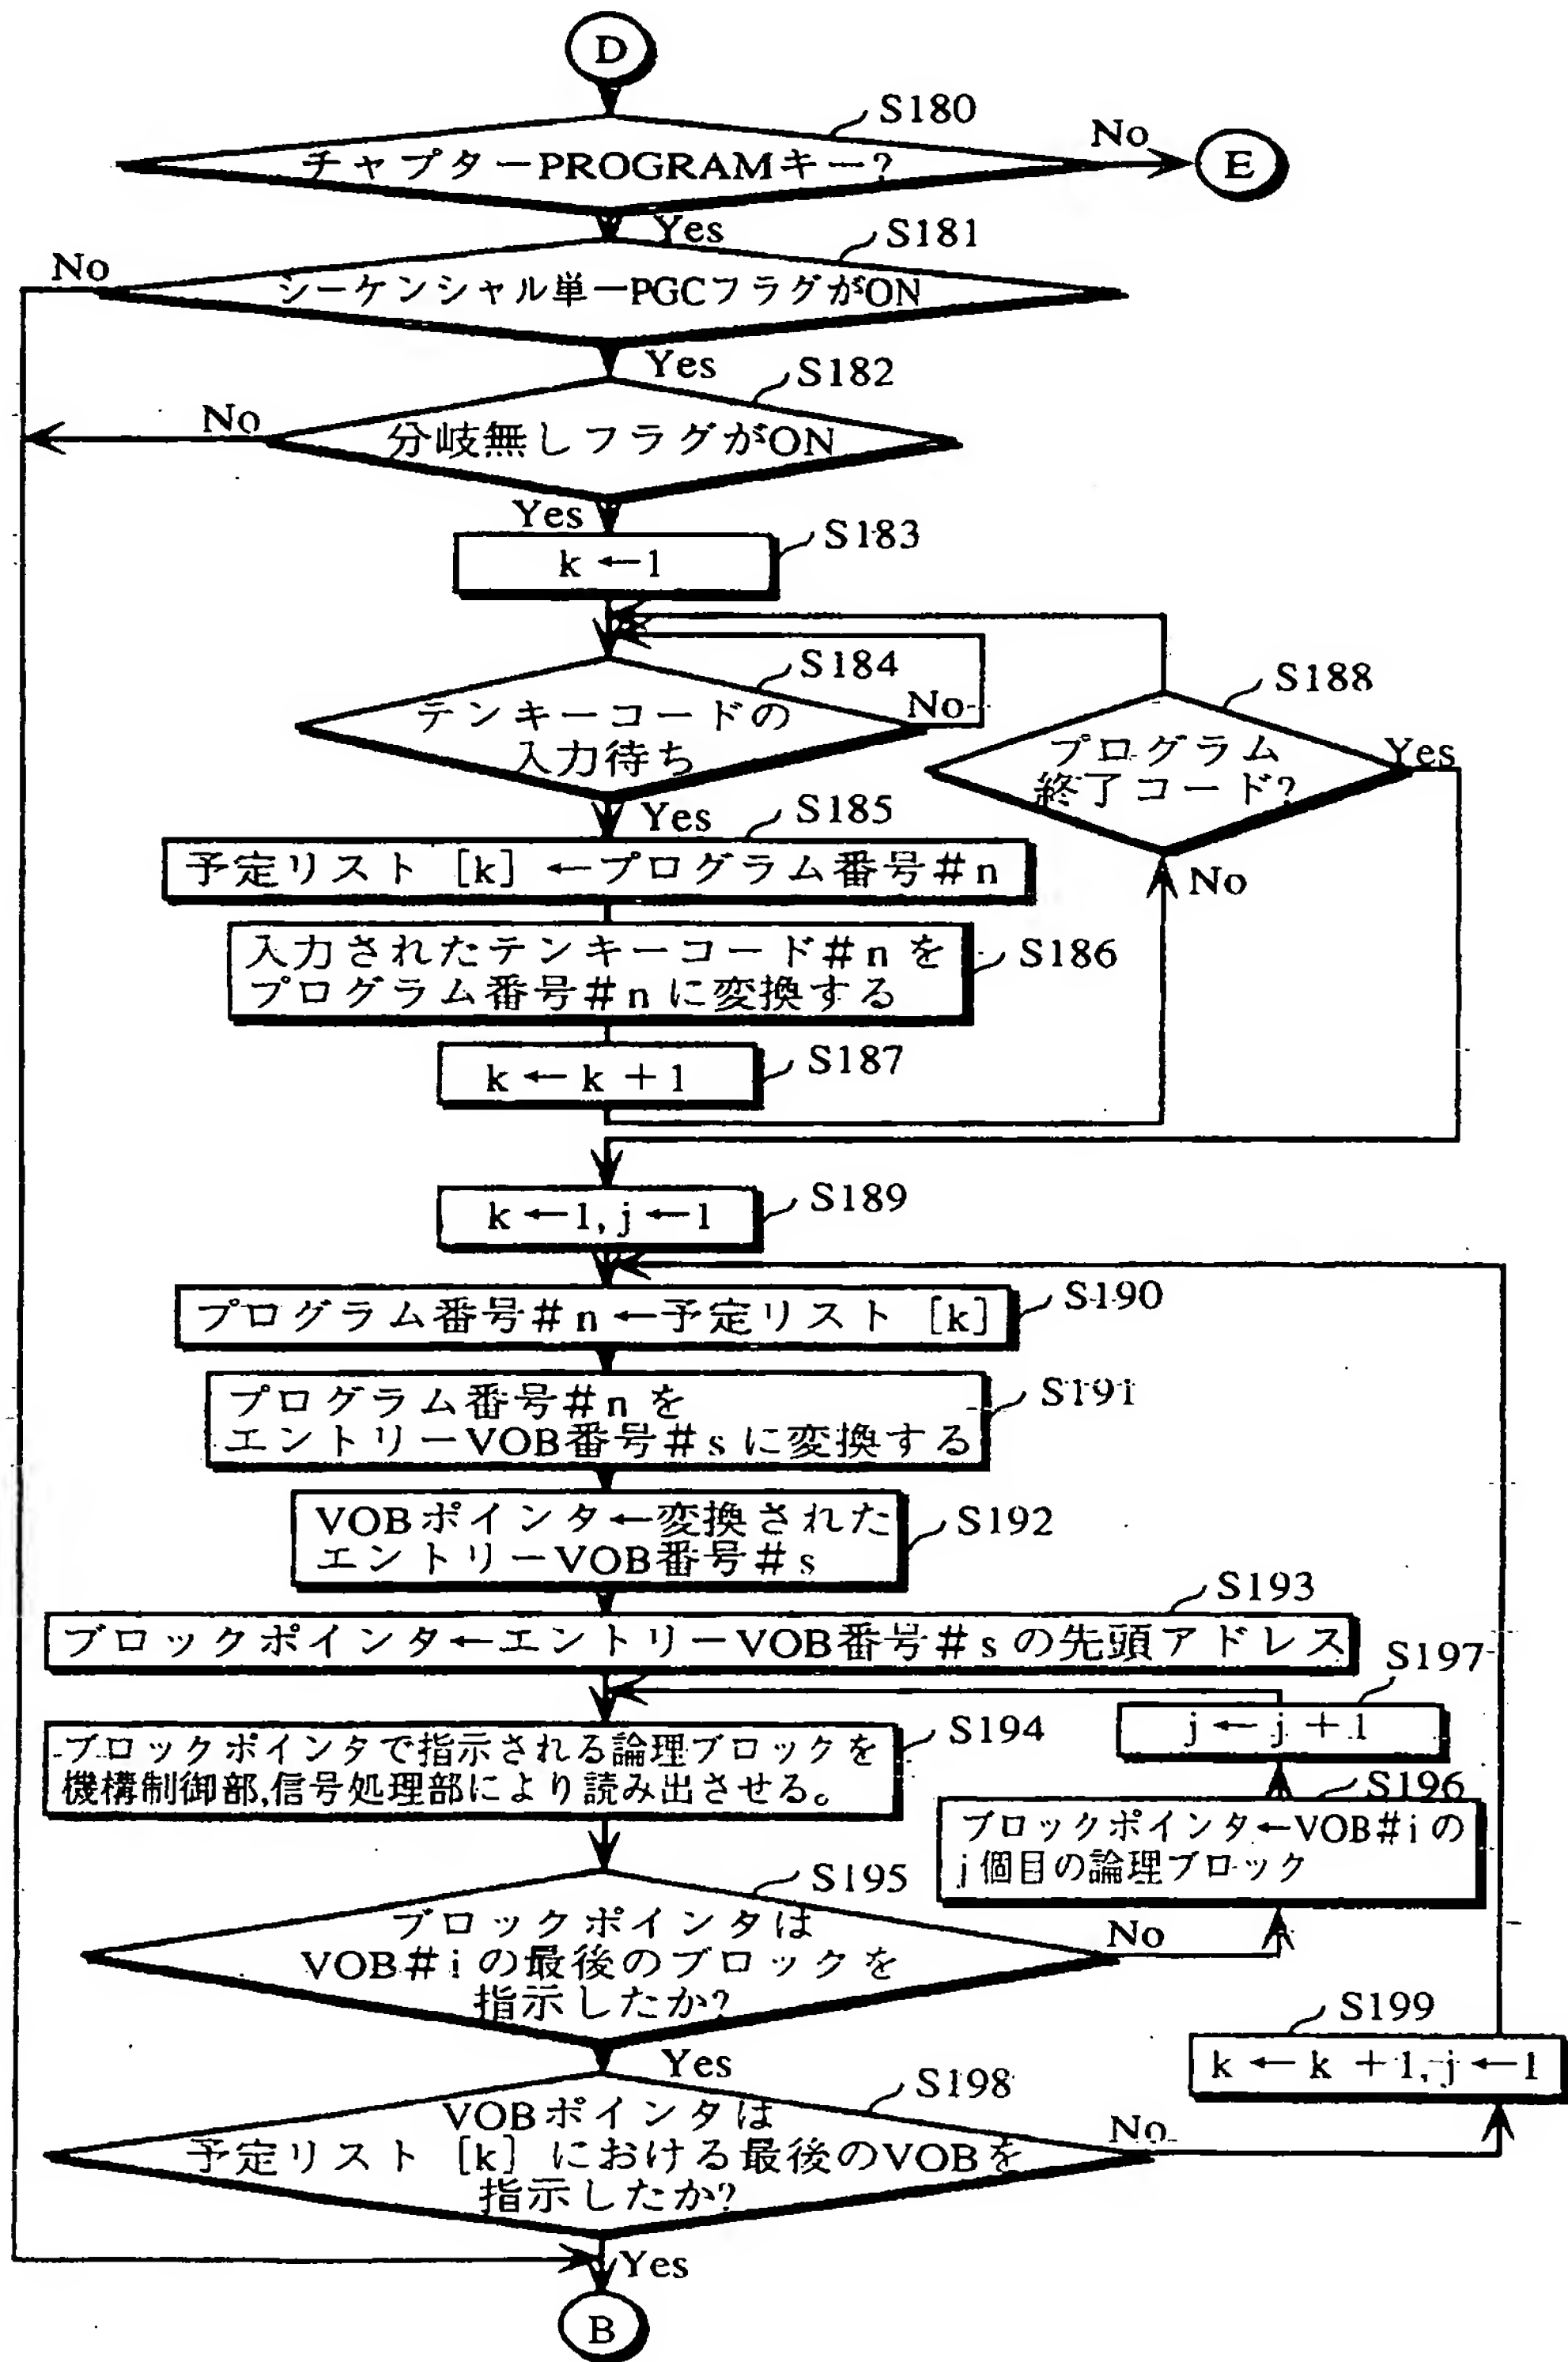 D
S180
チャプターPROGRAMキー?
No
E
Yes
S181
No
シーケンシャル単一PGCフラグがON
Yes
S182
No
分岐無しフラグがON
Yes
S183
k ←1
S184
テンキーコードの
入力待ち
No
S188
プログラム
終了コード?
Yes
No
Yes
S185
予定リスト [k] ←プログラム番号#n
入力されたテンキーコード#n を
プログラム番号#n に変換する
S186
k ← k +1
S187
k ←1, j ←1
S189
プログラム番号#n ←予定リスト [k]
S190
プログラム番号#n を
エントリーVOB番号#s に変換する
S191
VOBポインタ←変換された
エントリーVOB番号#s
S192
S193
ブロックポインタ←エントリーVOB番号#s の先頭アドレス
S197
j ← j +1
ブロックポインタで指示される論理ブロックを
機構制御部,信号処理部により読み出させる。
S194
S196
ブロックポインタ←VOB#i の
j 個目の論理ブロック
S195
ブロックポインタは
VOB#i の最後のブロックを
指示したか?
No
Yes
S199
k ← k +1, j ←1
S198
VOBポインタは
予定リスト [k] における最後のVOBを
指示したか?
No
Yes
B